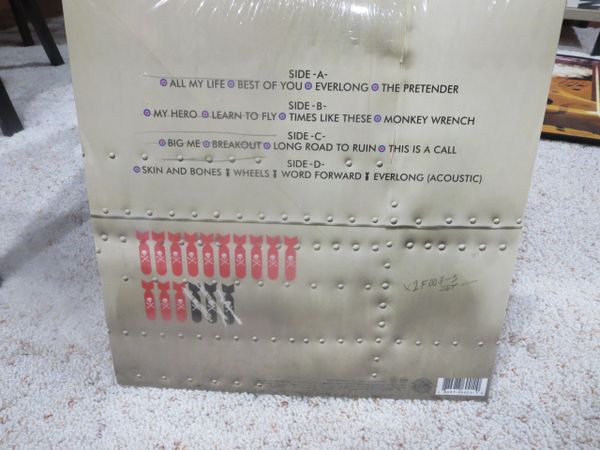 SIDE -A-
ALL MY LIFE BEST OF YOU EVERLONG THE PRETENDER
SIDE -B-
MY HERO LEARN TO FLY TIMES LIKE THESE MONKEY WRENCH
SIDE -C-
BIG ME BREAKOUT LONG ROAD TO RUIN THIS IS A CALL
SIDE -D-
SKIN AND BONES WHEELS WORD FORWARD EVERLONG (ACOUSTIC)